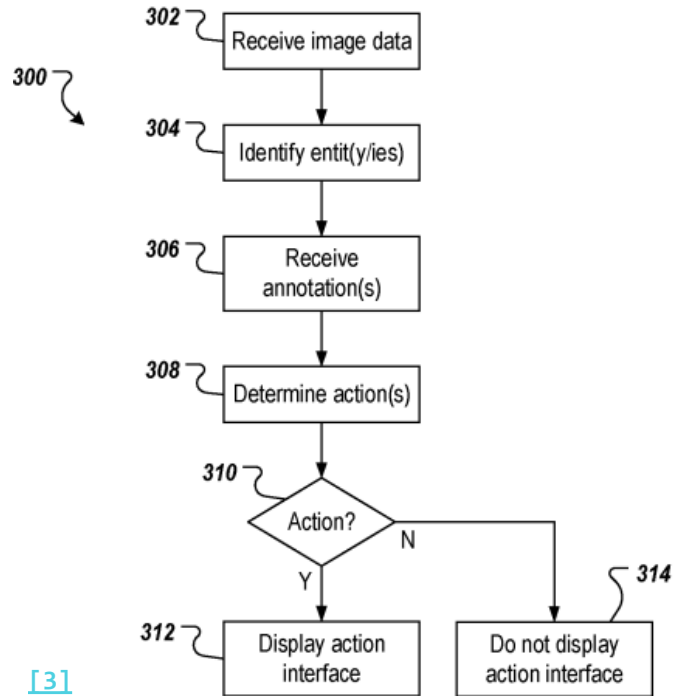 302
Receive image data
300
304
Identify entit(y/ies)
306
Receive
annotation(s)
308
Determine action(s)
310
Action?
N
Y
314
312
Display action
interface
Do not display
action interface
[3]